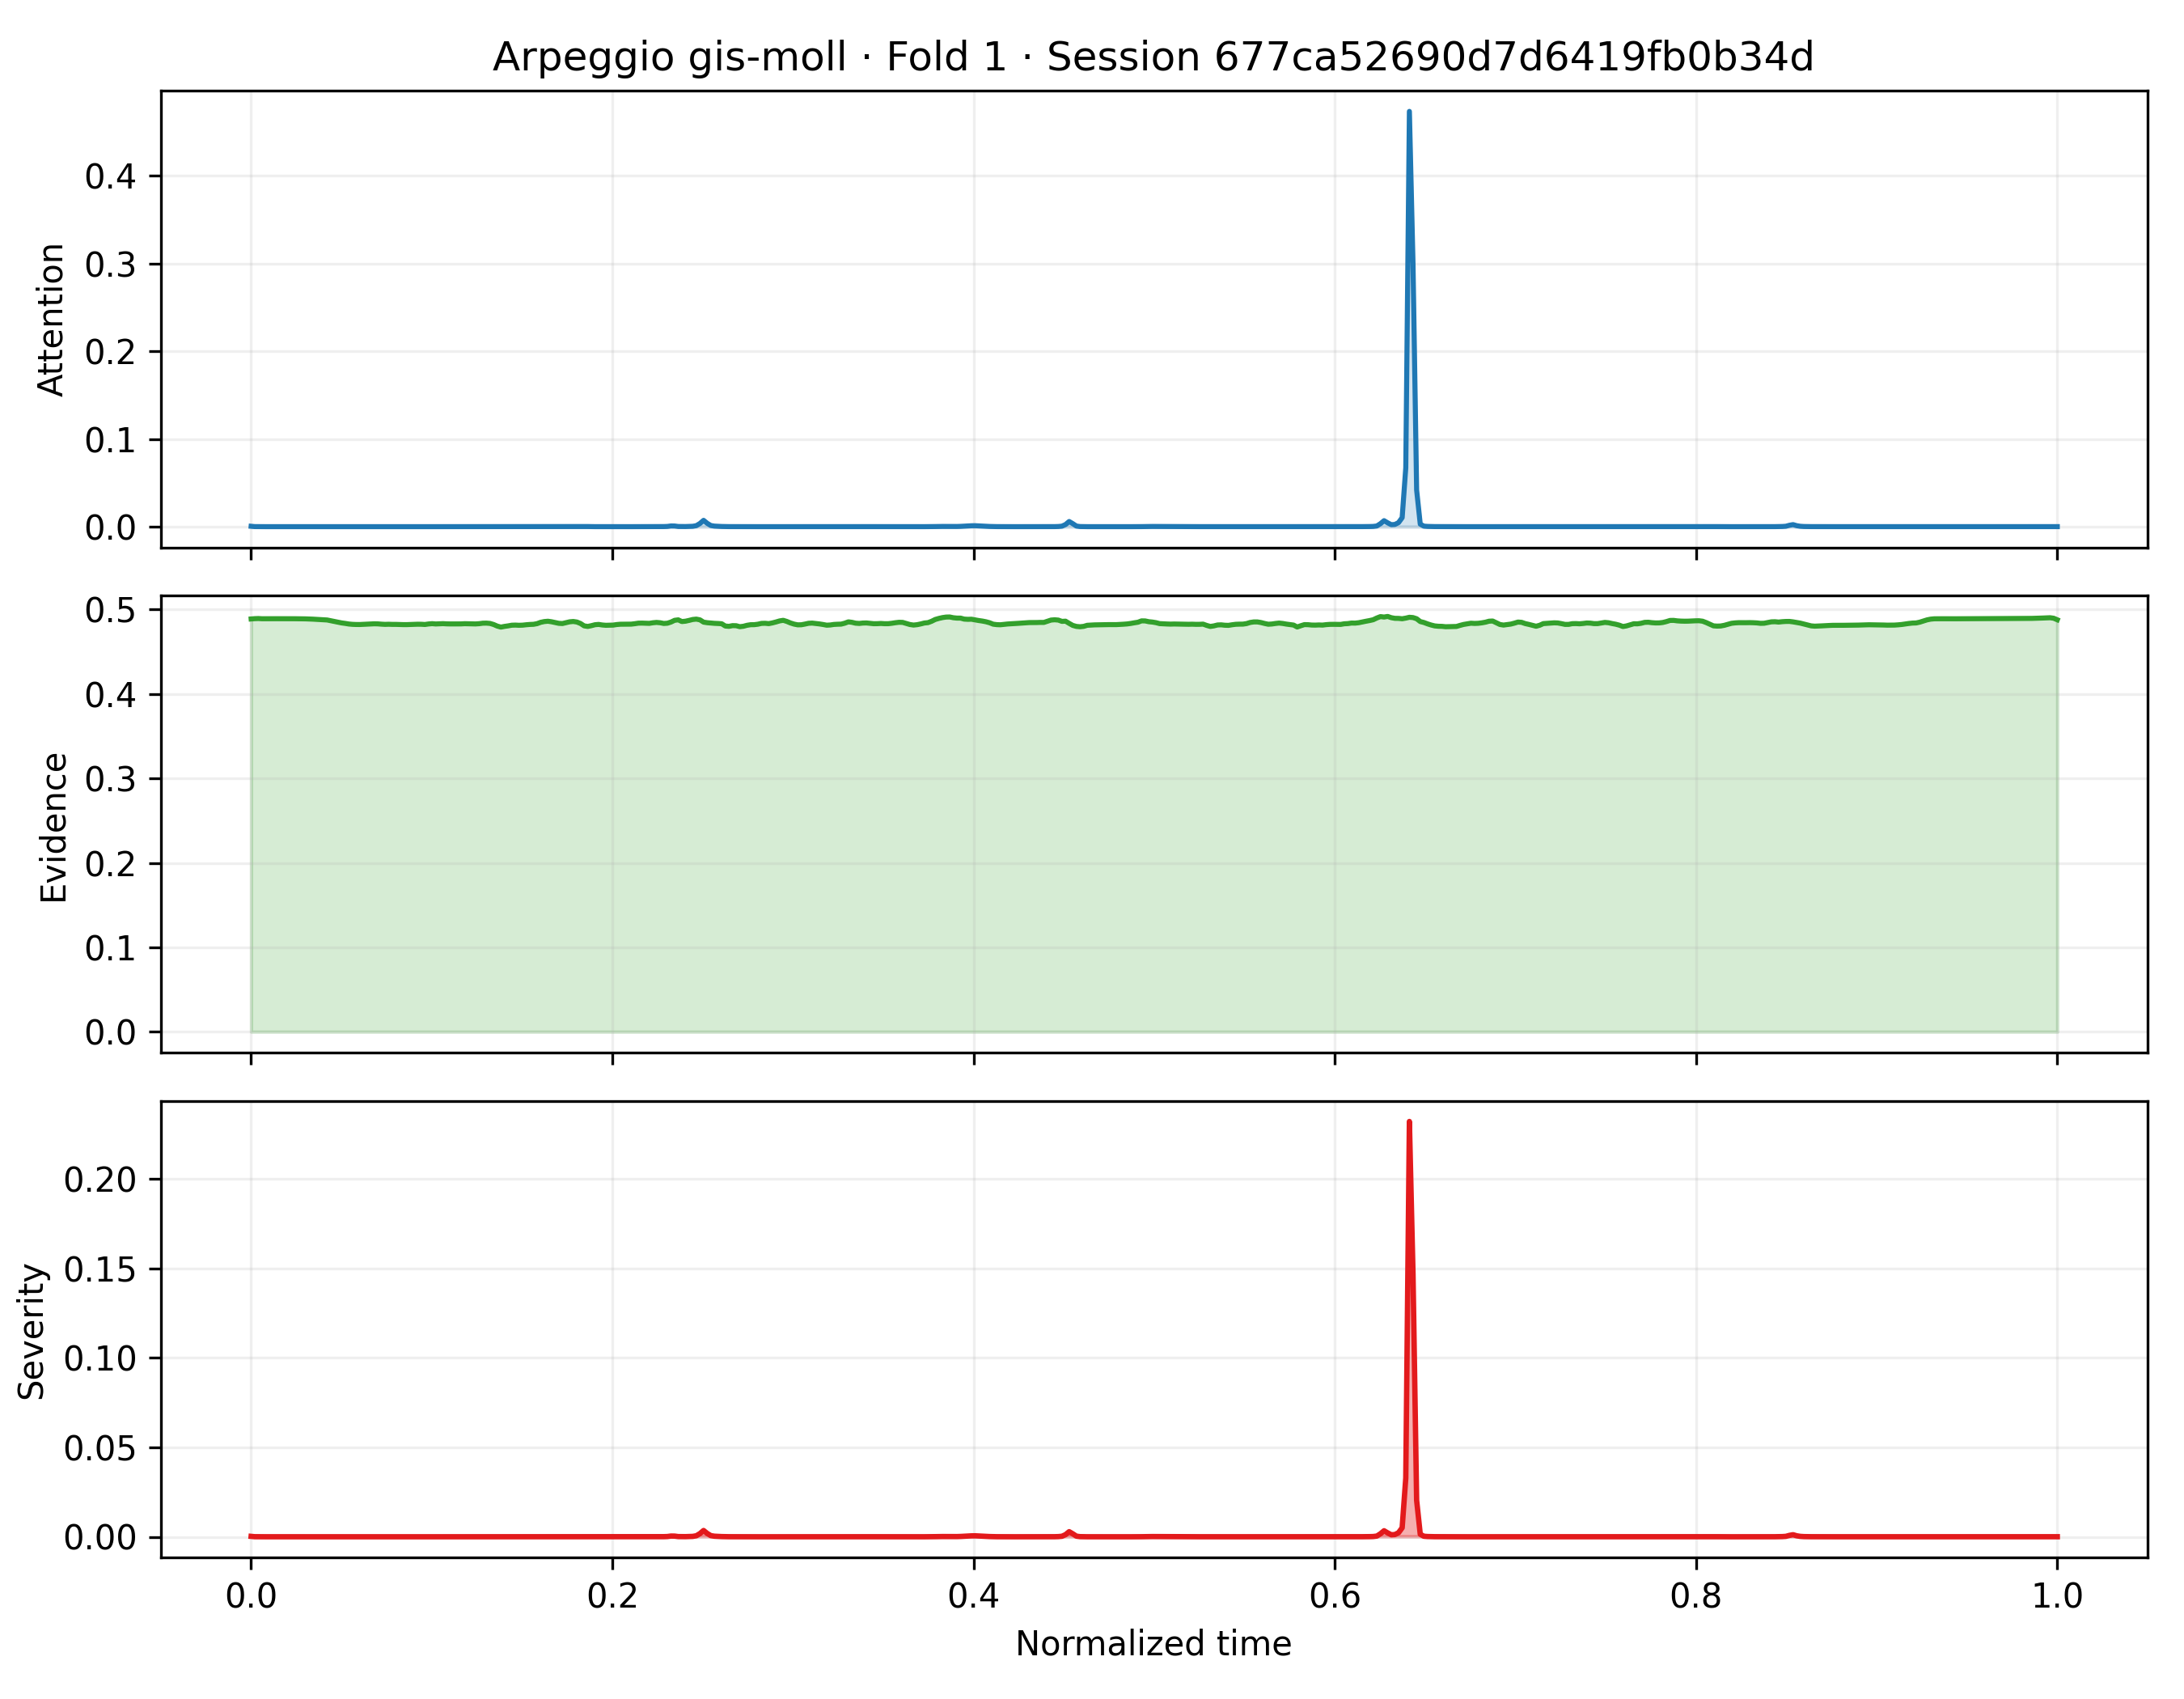 Arpeggio gis-moll · Fold 1 · Session 677ca52690d7d6419fb0b34d
Attention
0.4
0.3
0.2
0.1
0.0
Evidence
0.5
0.4
0.3
0.2
0.1
0.0
Severity
0.20
0.15
0.10
0.05
0.00
0.0 0.2 0.4 0.6 0.8 1.0
Normalized time